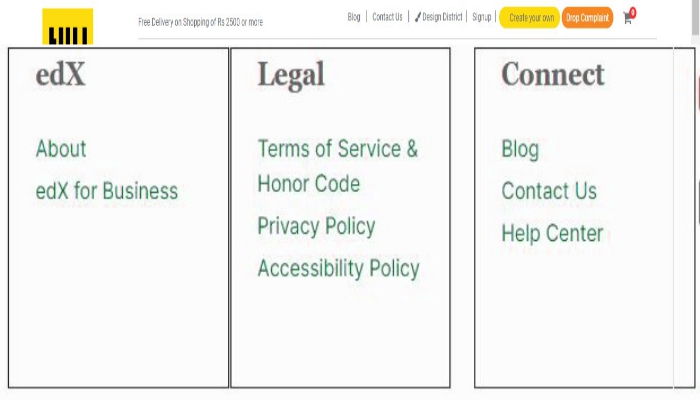 Free Delivery on Shopping of Rs 2500 or more
Blog
Contact Us
Design District
Signup
Create your own
Drop Complaint
0
edX
About
edX for Business
Legal
Terms of Service &
Honor Code
Privacy Policy
Accessibility Policy
Connect
Blog
Contact Us
Help Center